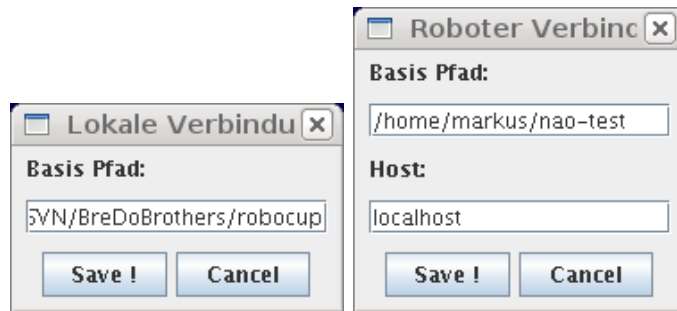 Lokale Verbindu
Basis Pfad:
SVN/BreDoBrothers/robocup
Save !
Cancel
Roboter Verbinc
Basis Pfad:
/home/markus/nao-test
Host:
localhost
Save !
Cancel